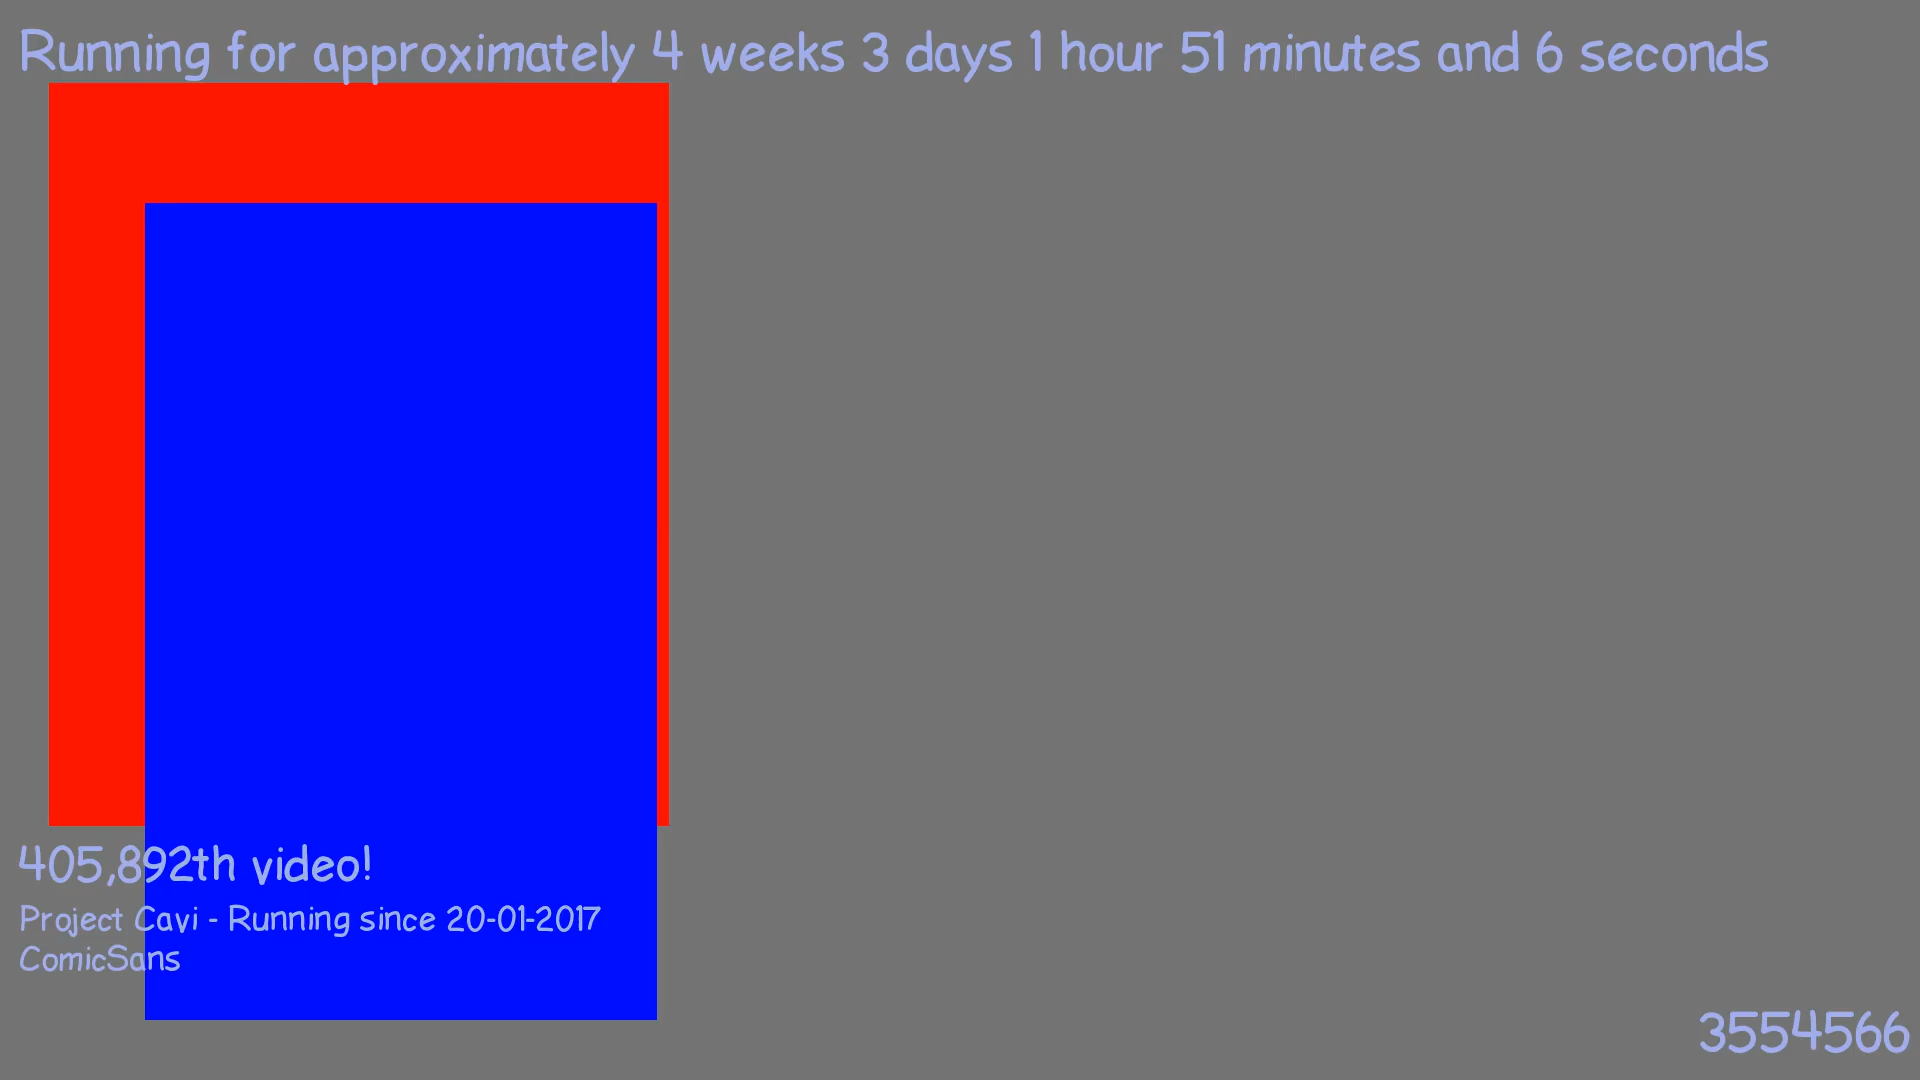 Running for approximately 4 weeks 3 days 1 hour 51 minutes and 6 seconds
405,892th video!
Project Cavi - Running since 20-01-2017
ComicSans
3554566